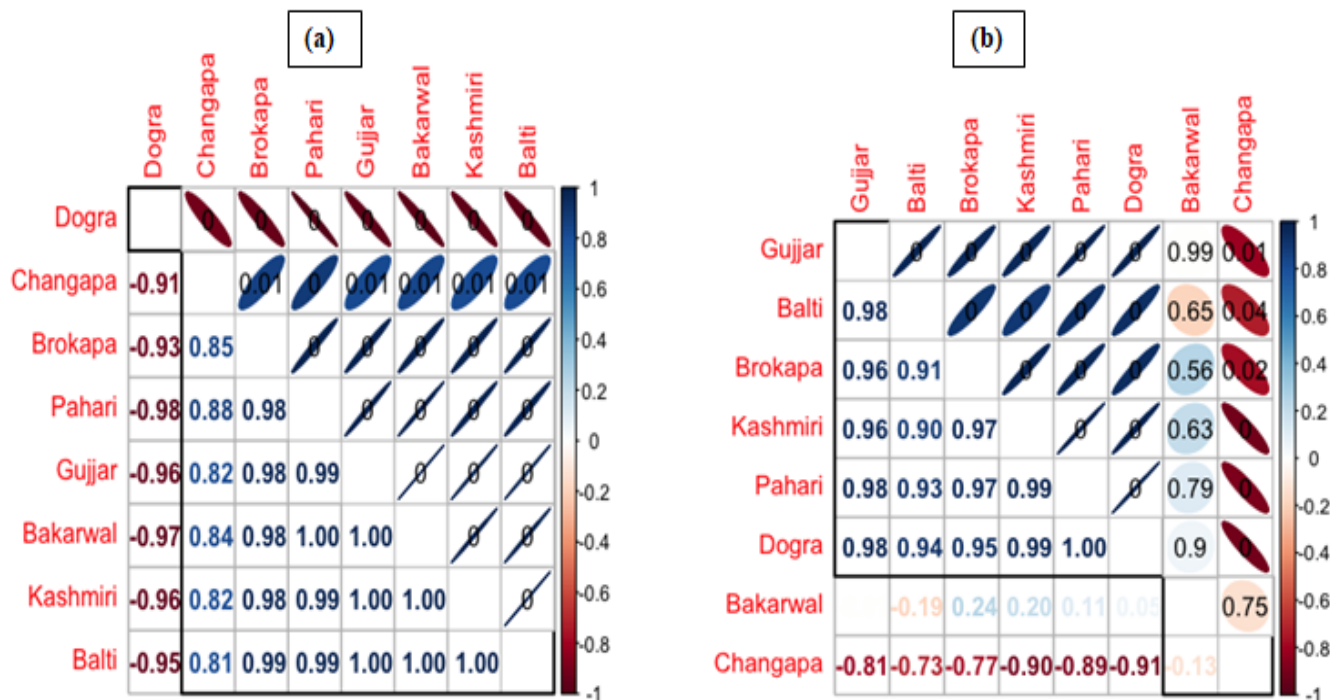 (a)
Dogra Changapa Brokapa Pahari Gujjar Bakarwal Kashmiri Balti
Dogra 0 0 0 0 0 0 0
Changapa -0.91 0.01 0 0.01 0.01 0.01 0.01
Brokapa -0.93 0.85 0 0 0 0 0
Pahari -0.98 0.88 0.98 0 0 0 0
Gujjar -0.96 0.82 0.98 0.99 0 0 0
Bakarwal -0.97 0.84 0.98 1.00 1.00 0 0
Kashmiri -0.96 0.82 0.98 0.99 1.00 1.00 0
Balti -0.95 0.81 0.99 0.99 1.00 1.00 1.00
1
0.8
0.6
0.4
0.2
0
-0.2
-0.4
-0.6
-0.8
-1
(b)
Gujjar Balti Brokapa Kashmiri Pahari Dogra Bakarwal Changapa
Gujjar 0 0 0 0 0 0.99 0.01
Balti 0.98 0 0 0 0 0.65 0.04
Brokapa 0.96 0.91 0 0 0 0.56 0.02
Kashmiri 0.96 0.90 0.97 0 0 0.63 0
Pahari 0.98 0.93 0.97 0.99 0 0.79 0
Dogra 0.98 0.94 0.95 0.99 1.00 0.9 0
Bakarwal -0.19 0.24 0.20 0.11 0.05 0.75
Changapa -0.81 -0.73 -0.77 -0.90 -0.89 -0.91 -0.13
1
0.8
0.6
0.4
0.2
0
-0.2
-0.4
-0.6
-0.8
-1